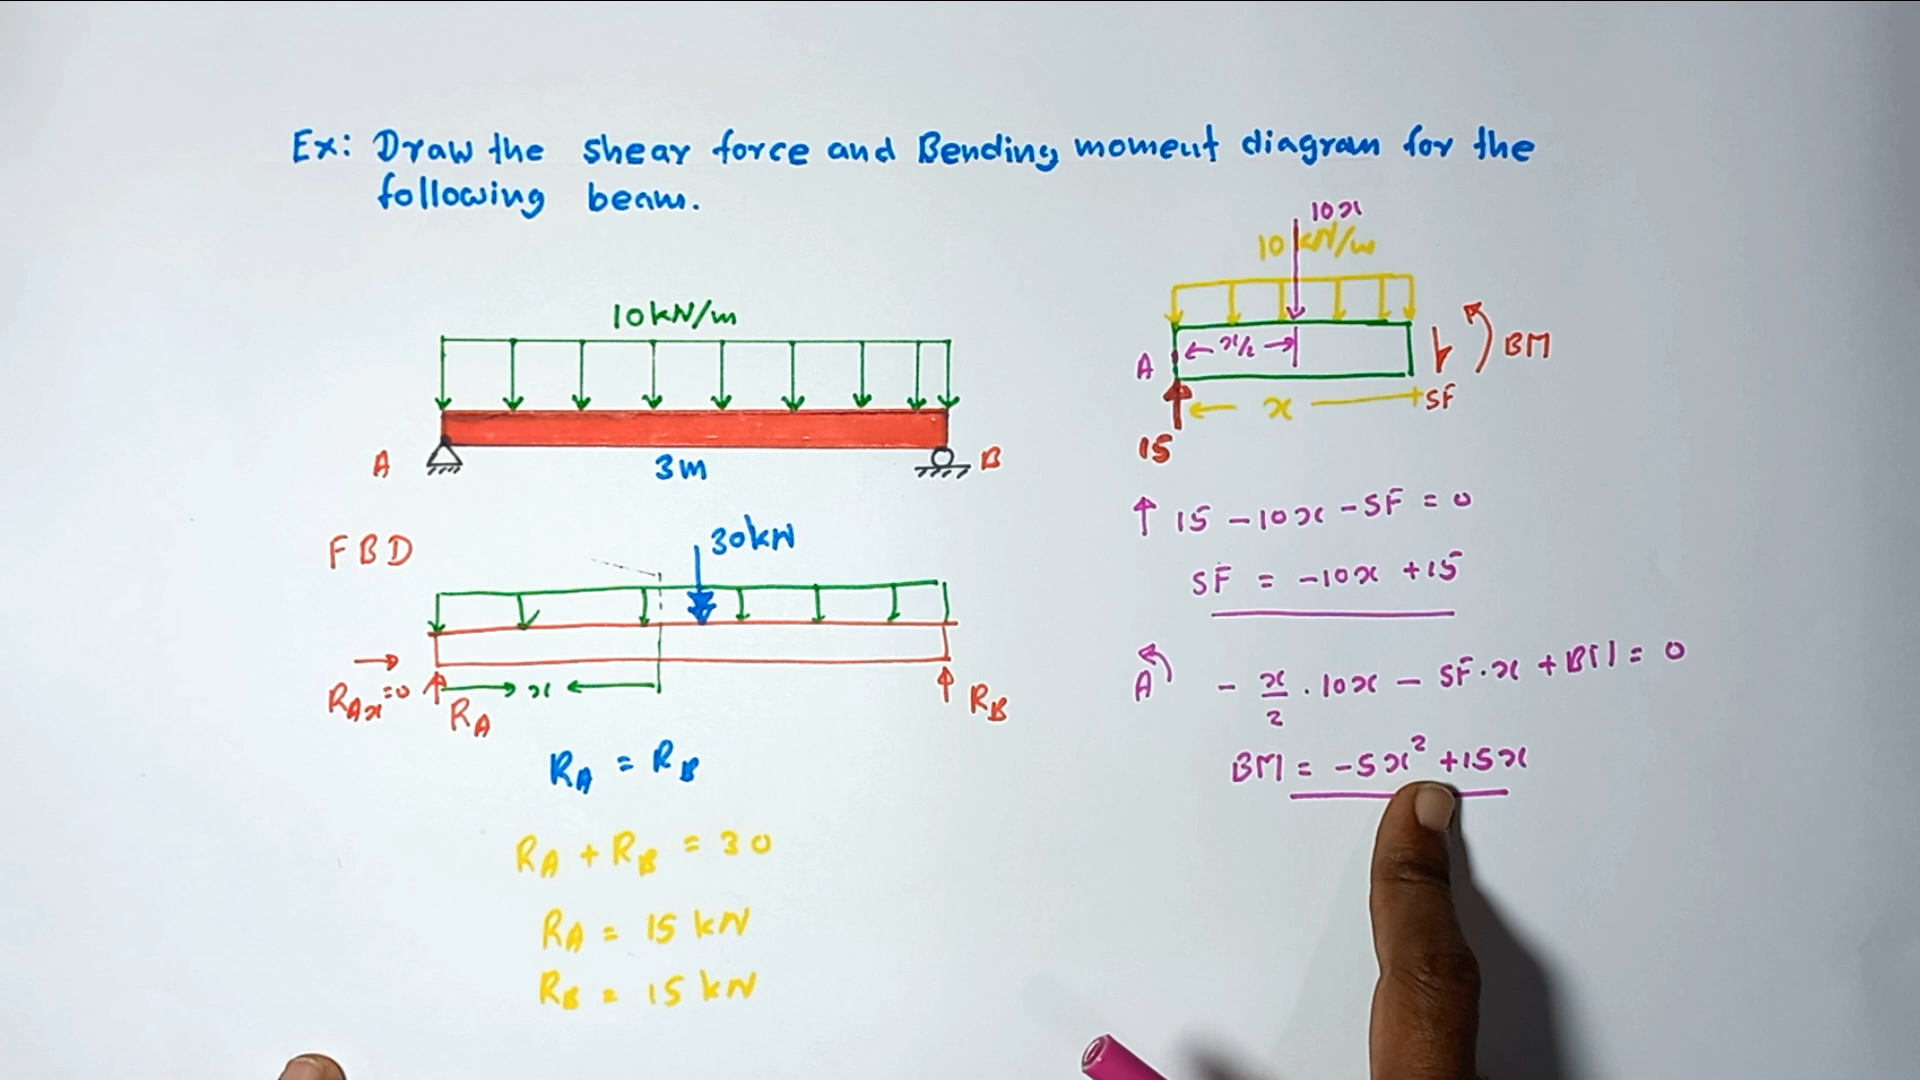 Ex: Draw the shear force and Bending moment diagram for the
following beam.
10kN/m
A
3m
B
FBD
30kN
x
RAx=0
RA
RB
RA = RB
RA + RB = 30
RA = 15 kN
RB = 15 kN
10x
10 kN/m
A
x/2
BM
x
SF
15
↑ 15 - 10x - SF = 0
SF = -10x + 15
A - x/2 . 10x - SF.x + BM = 0
BM = -5x² + 15x